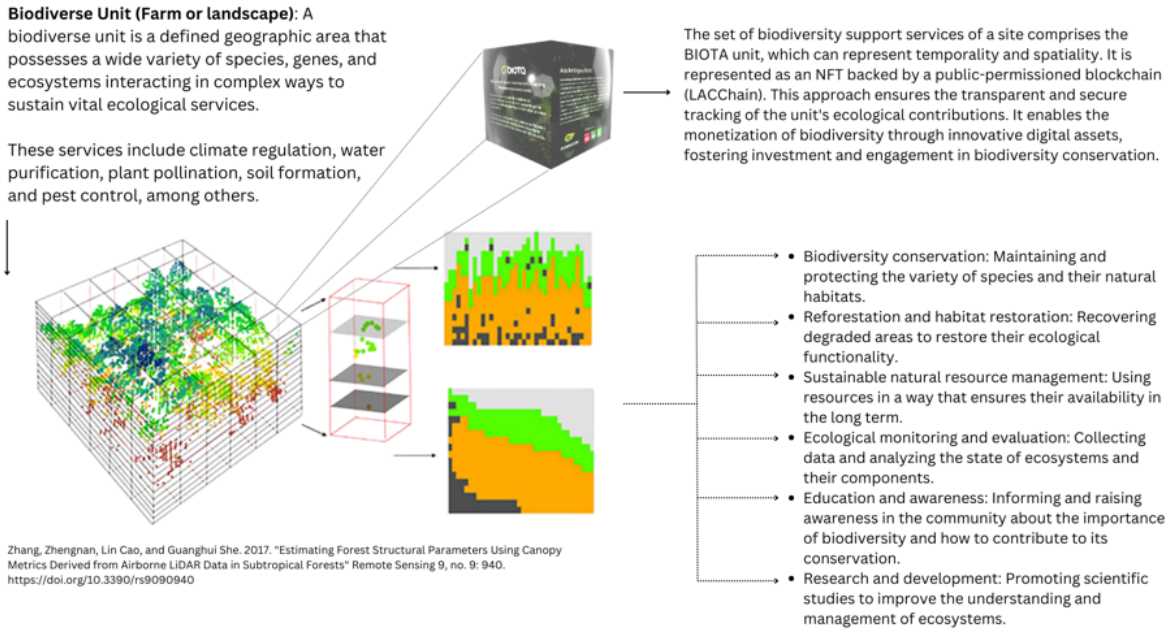 Biodiverse Unit (Farm or landscape): A
biodiverse unit is a defined geographic area that
possesses a wide variety of species, genes, and
ecosystems interacting in complex ways to
sustain vital ecological services.
These services include climate regulation, water
purification, plant pollination, soil formation,
and pest control, among others.
BIOTA
The set of biodiversity support services of a site comprises the
BIOTA unit, which can represent temporality and spatiality. It is
represented as an NFT backed by a public-permissioned blockchain
(LACChain). This approach ensures the transparent and secure
tracking of the unit's ecological contributions. It enables the
monetization of biodiversity through innovative digital assets,
fostering investment and engagement in biodiversity conservation.
• Biodiversity conservation: Maintaining and
protecting the variety of species and their natural
habitats.
• Reforestation and habitat restoration: Recovering
degraded areas to restore their ecological
functionality.
• Sustainable natural resource management: Using
resources in a way that ensures their availability in
the long term.
• Ecological monitoring and evaluation: Collecting
data and analyzing the state of ecosystems and
their components.
• Education and awareness: Informing and raising
awareness in the community about the importance
of biodiversity and how to contribute to its
conservation.
• Research and development: Promoting scientific
studies to improve the understanding and
management of ecosystems.
Zhang, Zhengnan, Lin Cao, and Guanghui She. 2017. "Estimating Forest Structural Parameters Using Canopy
Metrics Derived from Airborne LiDAR Data in Subtropical Forests" Remote Sensing 9, no. 9: 940.
https://doi.org/10.3390/rs9090940